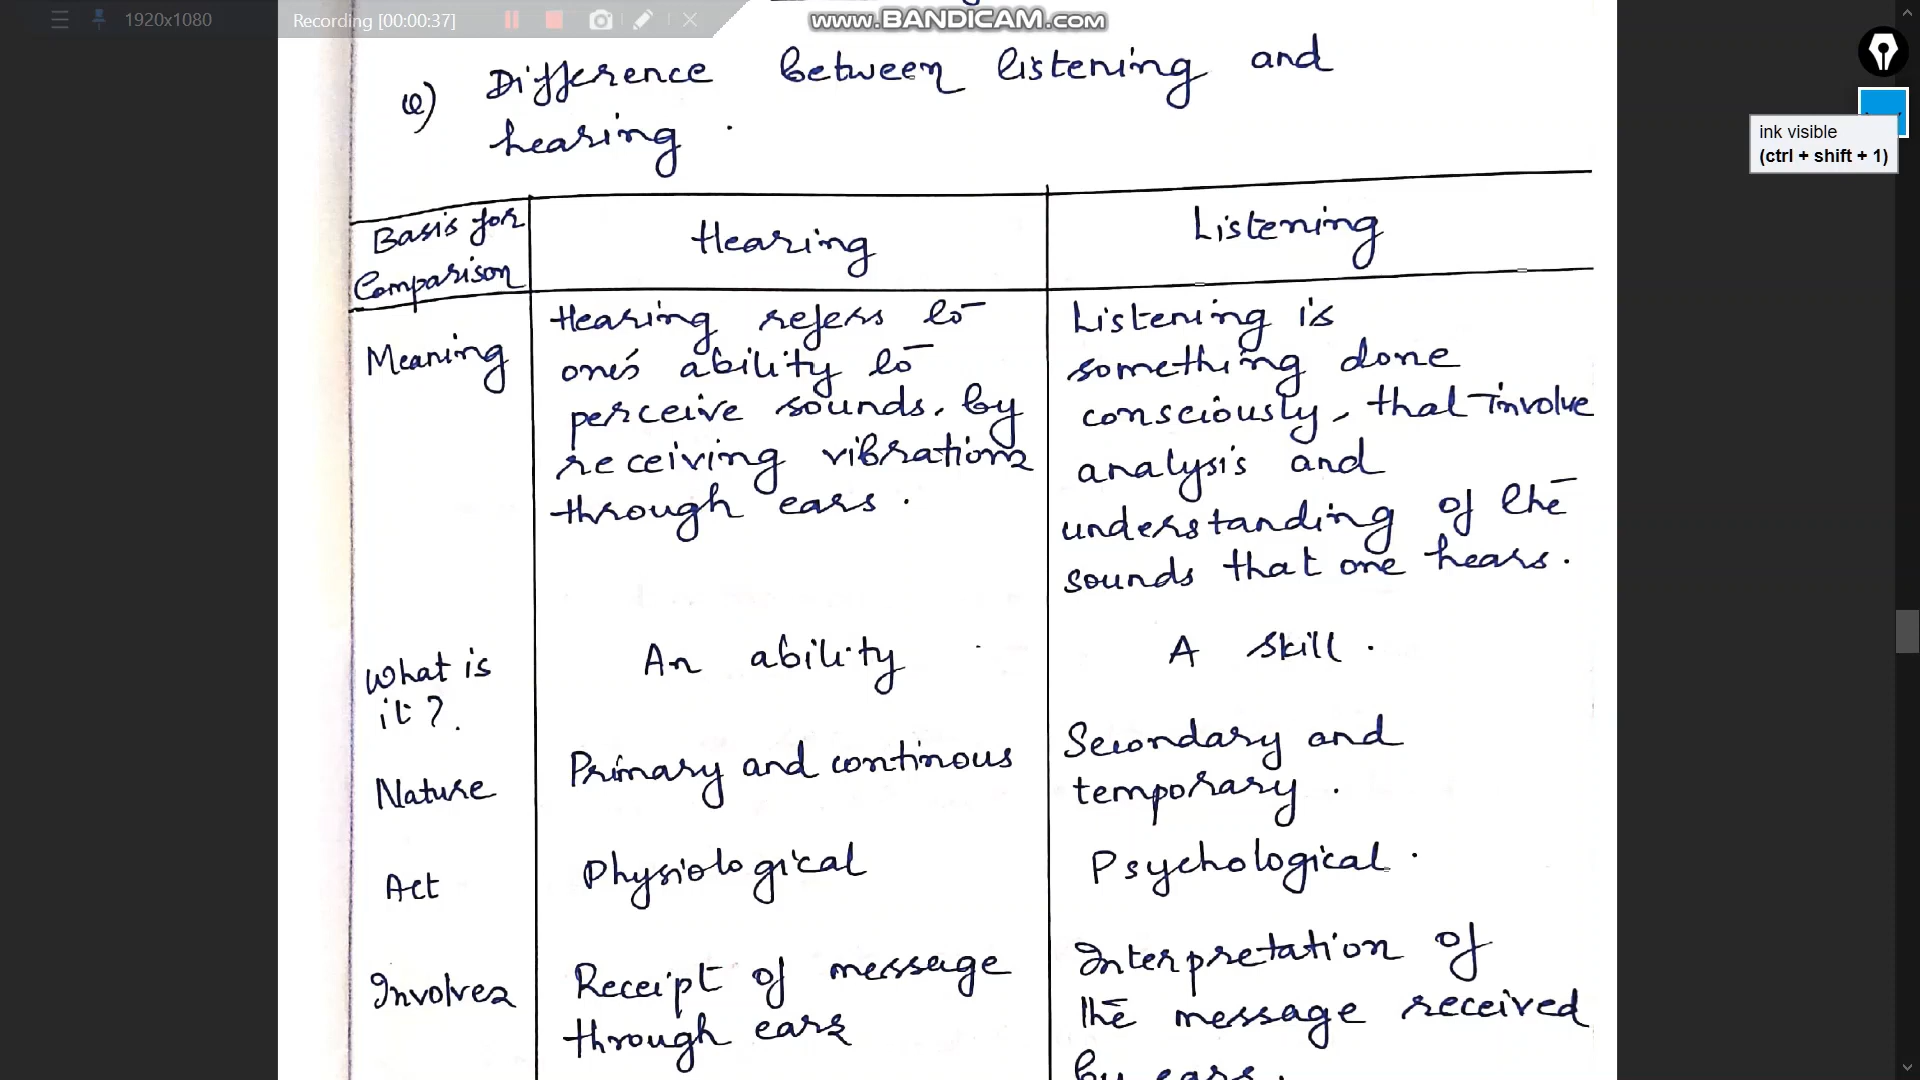 1920x1080
Recording [00:00:37]
www.BANDICAM.com
ink visible
(ctrl + shift + 1)
e) Difference between listening and
hearing.
Basis for
Comparison
Hearing
Listening
Meaning
Hearing refers to
one's ability to
perceive sounds, by
receiving vibrations
through ears.
Listening is
something done
consciously, that involve
analysis and
understanding of the
sounds that one hears.
What is
it?.
An ability
A skill.
Nature
Primary and continous
Secondary and
temporary.
Act
Physiological
Psychological.
Involves
Receipt of message
through ears
Interpretation of
the message received
by ears.